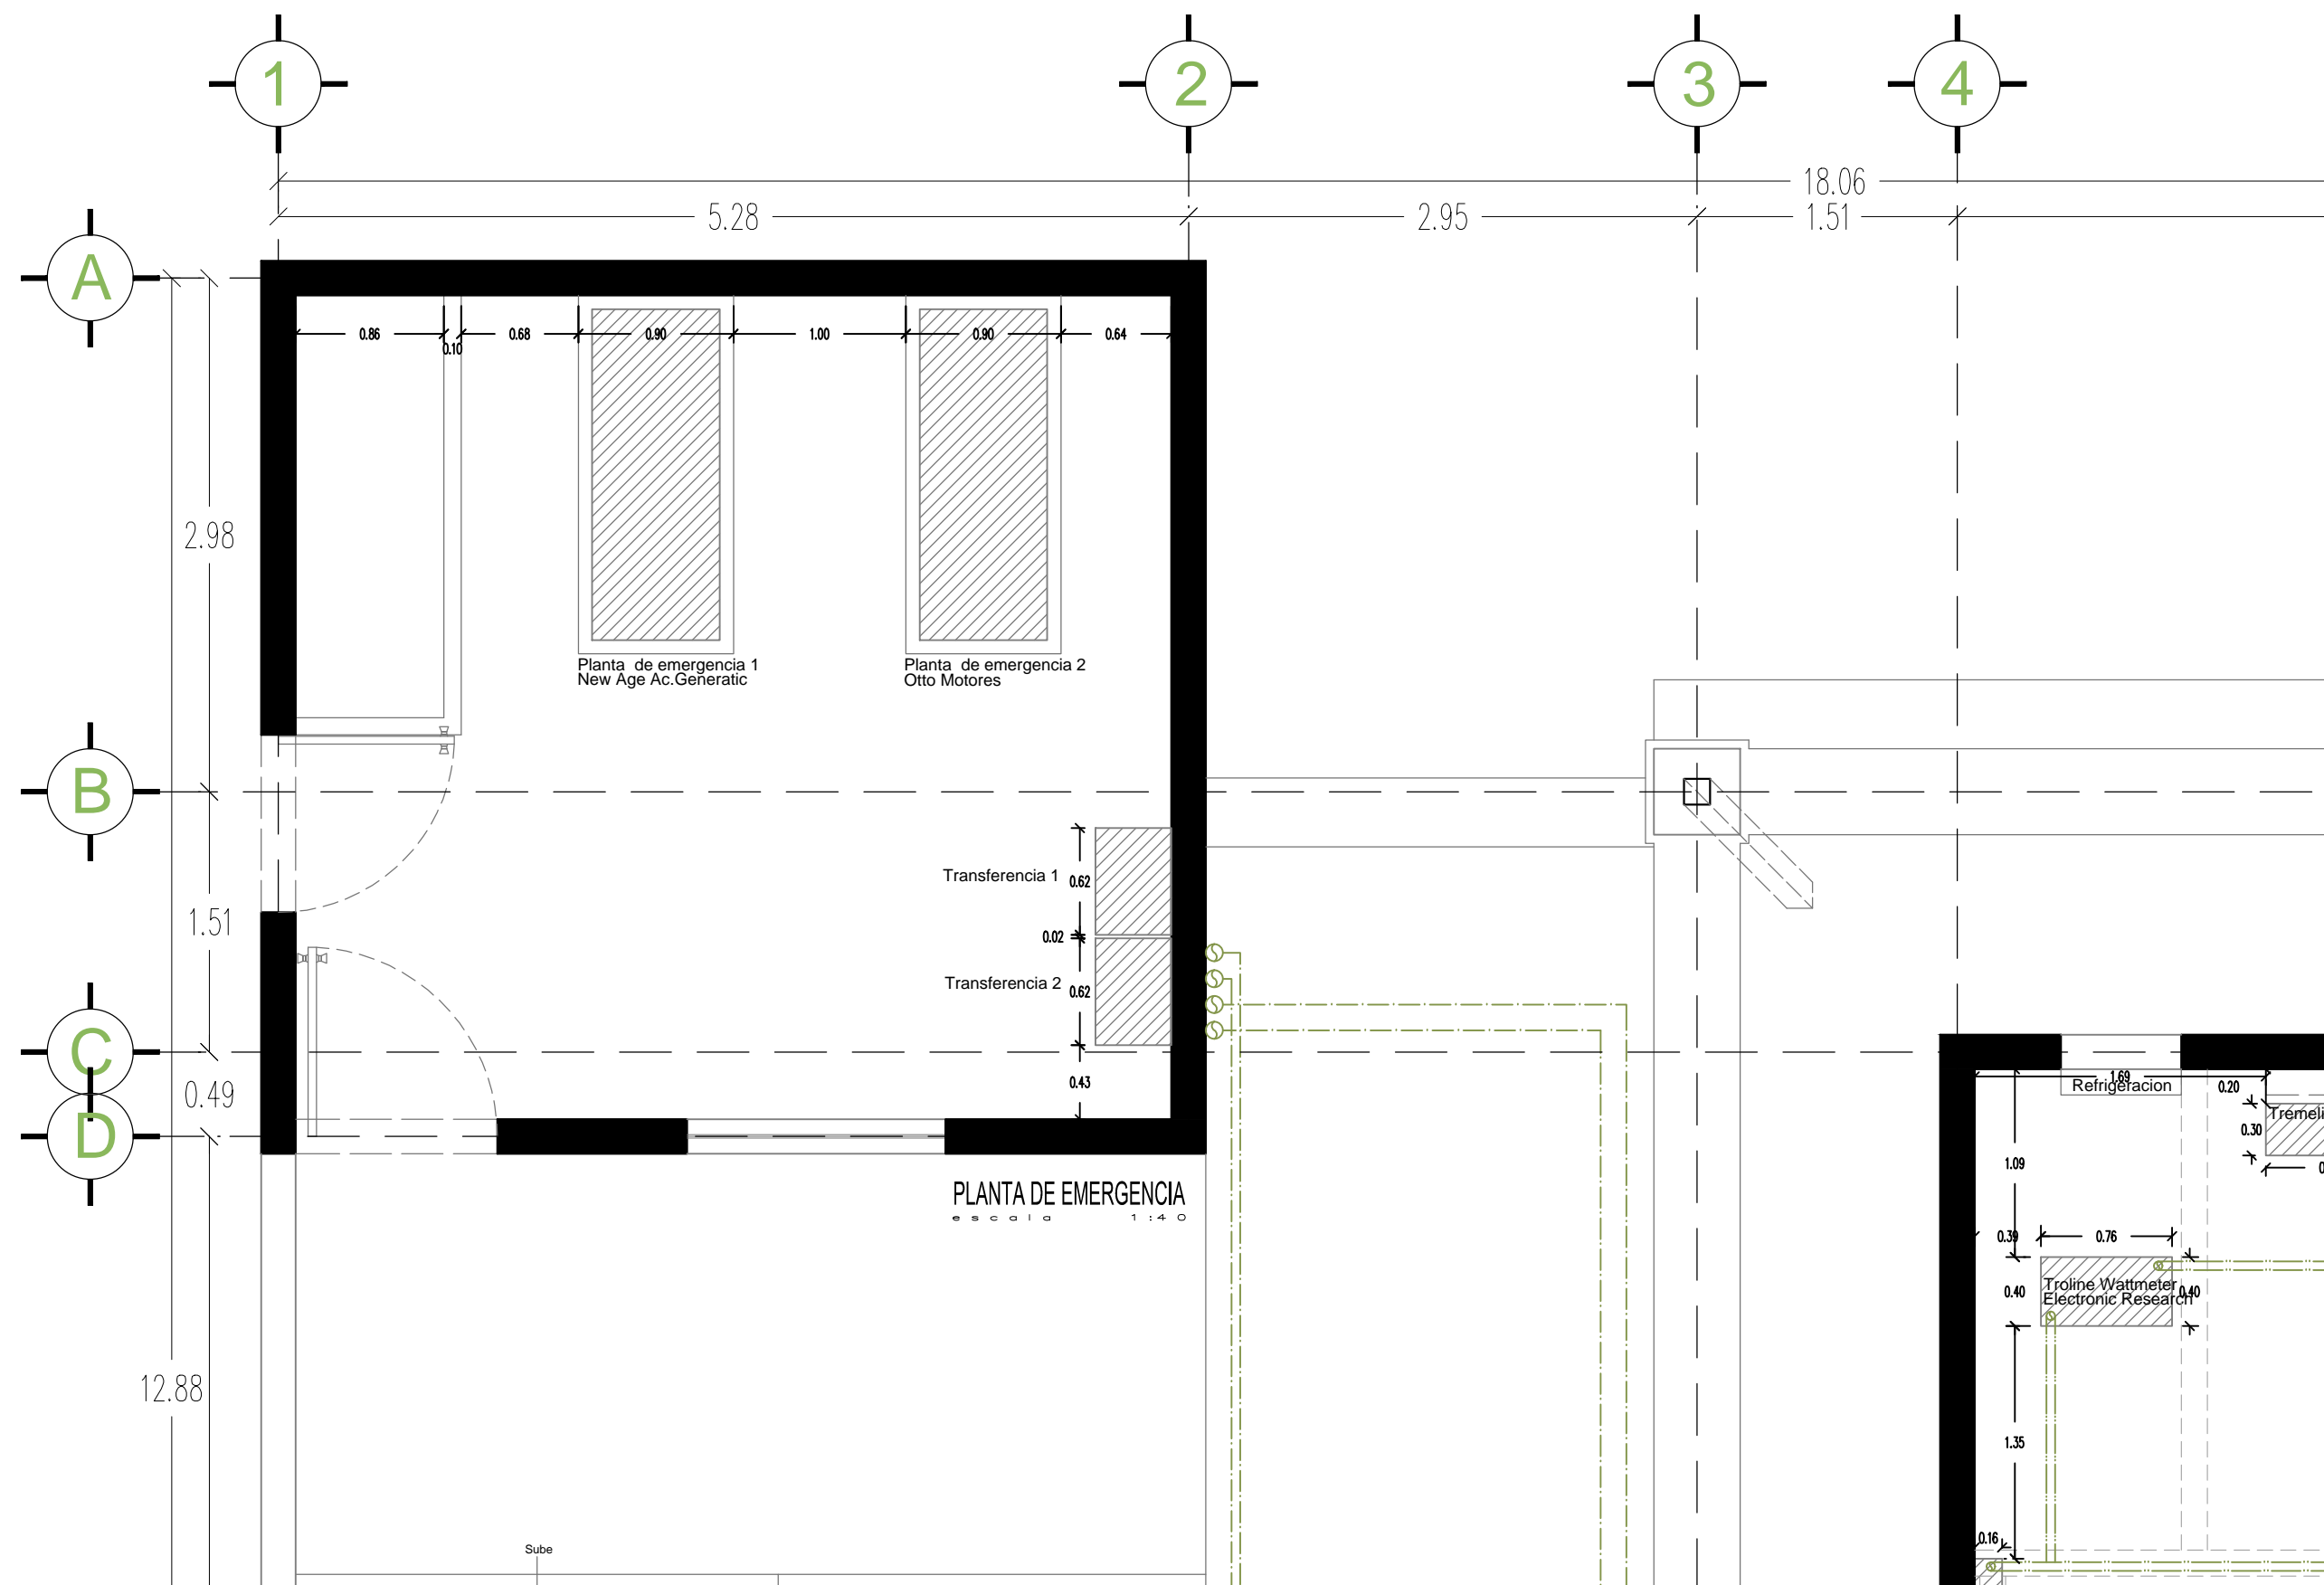 1
2
3
4
18.06
5.28
2.95
1.51
A
0.86
0.10
0.68
0.90
1.00
0.90
0.64
2.98
Planta de emergencia 1
New Age Ac.Generatic
Planta de emergencia 2
Otto Motores
B
Transferencia 1
0.62
1.51
0.02
Transferencia 2
0.62
C
0.49
0.43
D
1.69
Refrigeracion
0.20
0.30
1.09
PLANTA DE EMERGENCIA
escala 1:40
0.39
0.76
0.40
Troline Wattmeter
Electronic Research
0.40
12.88
1.35
0.16
Sube